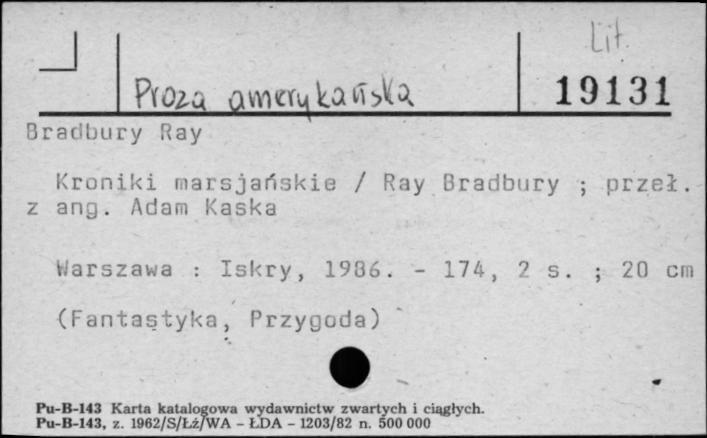 Lit.
Proza amerykańska 19131
Bradbury Ray
Kroniki marsjańskie / Ray Bradbury ; przeł.
z ang. Adam Kaska
Warszawa : Iskry, 1986. - 174, 2 s. ; 20 cm
(Fantastyka, Przygoda)
Pu-B-143 Karta katalogowa wydawnictw zwartych i ciągłych.
Pu-B-143, z. 1962/S/Łź/WA - ŁDA - 1203/82 n. 500 000